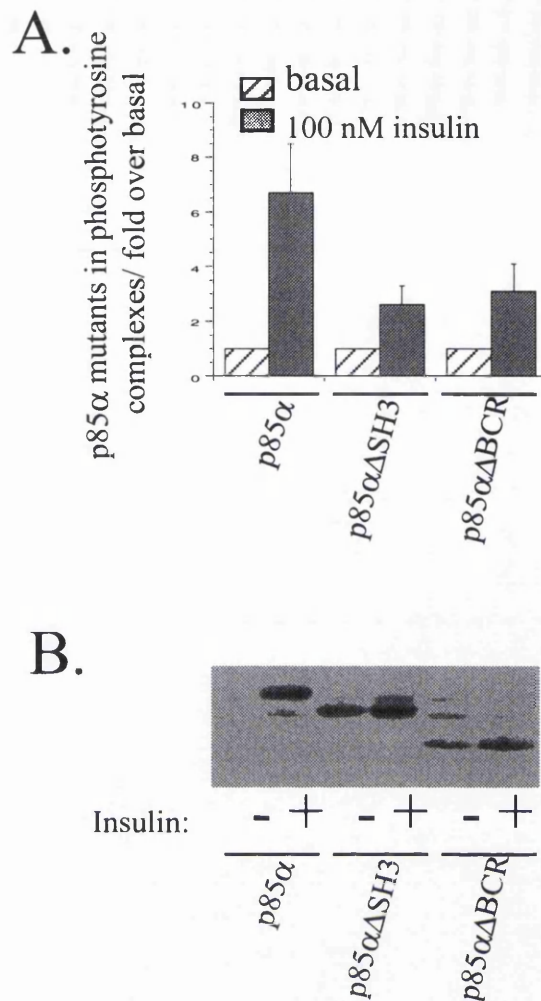 A.
p85α mutants in phosphotyrosine
complexes/ fold over basal
basal
100 nM insulin
10
8
6
4
2
0
p85α
p85αΔSH3
p85αΔBCR
B.
Insulin: - + - + - +
p85α
p85αΔSH3
p85αΔBCR